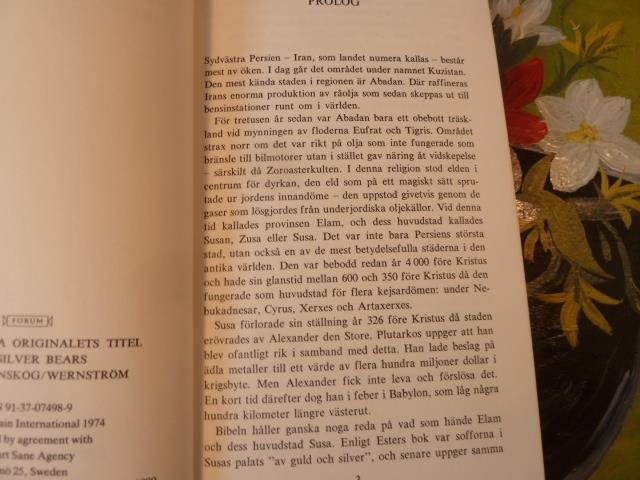 FORUM
A ORIGINALETS TITEL
SILVER BEARS
NSKOG/WERNSTRÖM
N 91-37-07498-9
ain International 1974
d by agreement with
rt Sane Agency
mö 25, Sweden
PROLOG
Sydvästra Persien – Iran, som landet numera kallas – består
mest av öken. I dag går det området under namnet Kuzistan.
Den mest kända staden i regionen är Abadan. Där raffineras
Irans enorma produktion av råolja som sedan skeppas ut till
bensinstationer runt om i världen.
För tretusen år sedan var Abadan bara ett obebott träsk-
land vid mynningen av floderna Eufrat och Tigris. Området
strax norr om det var rikt på olja som inte fungerade som
bränsle till bilmotorer utan i stället gav näring åt vidskepelse
– särskilt då Zoroasterkulten. I denna religion stod elden i
centrum för dyrkan, den eld som på ett magiskt sätt spru-
tade ur jordens innandöme – den uppstod givetvis genom de
gaser som lösgjordes från underjordiska oljekällor. Vid denna
tid kallades provinsen Elam, och dess huvudstad kallades
Susan, Zusa eller Susa. Det var inte bara Persiens största
stad, utan också en av de mest betydelsefulla städerna i den
antika världen. Den var bebodd redan år 4 000 före Kristus
och hade sin glanstid mellan 600 och 350 före Kristus då den
fungerade som huvudstad för flera kejsardömen: under Ne-
bukadnesar, Cyrus, Xerxes och Artaxerxes.
Susa förlorade sin ställning år 326 före Kristus då staden
erövrades av Alexander den Store. Plutarkos uppger att han
blev ofantligt rik i samband med detta. Han lade beslag på
ädla metaller till ett värde av flera hundra miljoner dollar i
krigsbyte. Men Alexander fick inte leva och förslösa det.
En kort tid därefter dog han i feber i Babylon, som låg några
hundra kilometer längre västerut.
Bibeln håller ganska noga reda på vad som hände Elam
och dess huvudstad Susa. Enligt Esters bok var sofforna i
Susas palats "av guld och silver", och senare uppger samma